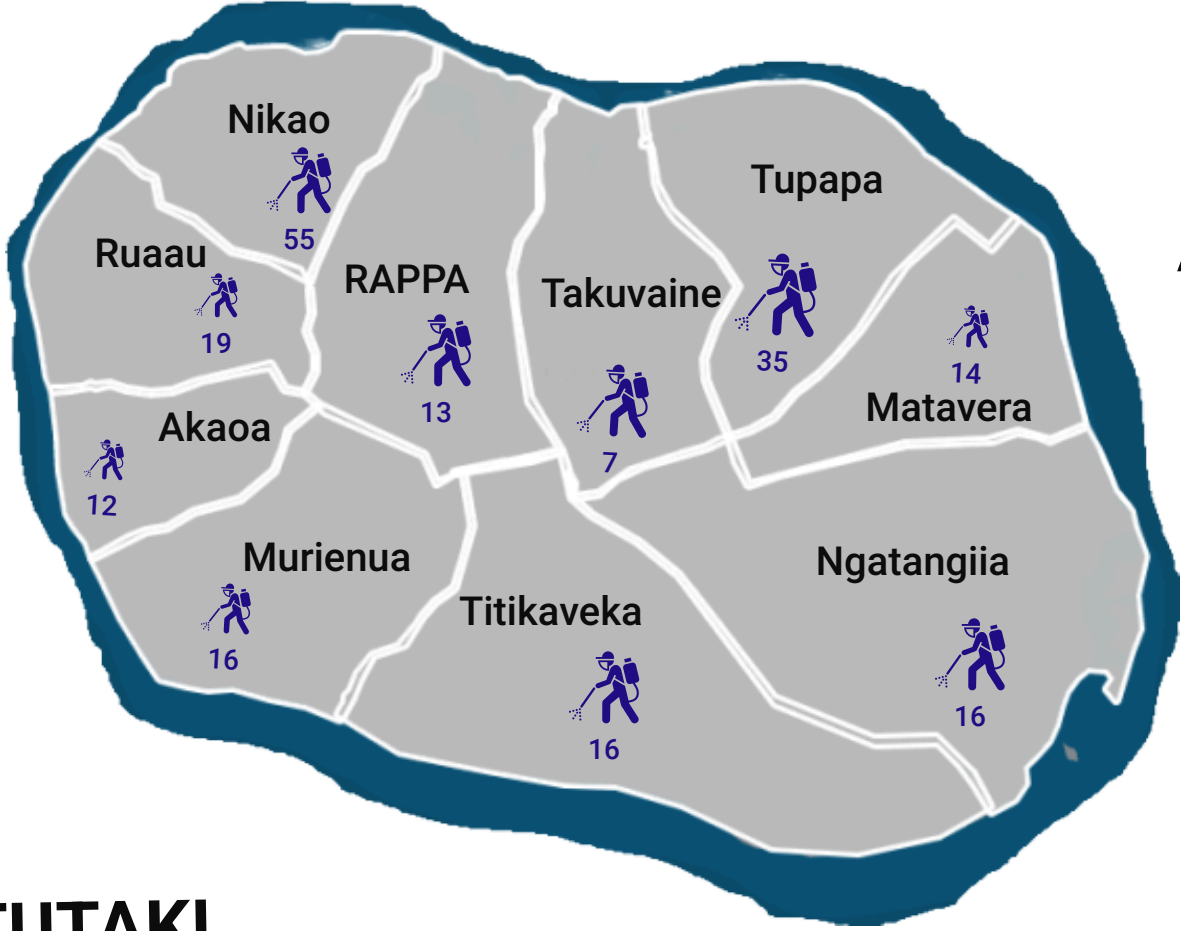 Nikao
55
Tupapa
35
Ruaau
19
RAPPA
13
Takuvaine
7
14
Matavera
Akaoa
12
Murienua
16
Titikaveka
16
Ngatangiia
16